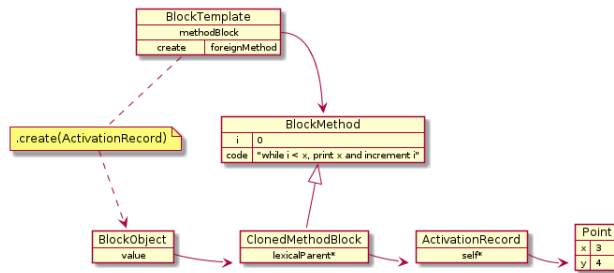 BlockTemplate
methodBlock
create foreignMethod
.create(ActivationRecord)
BlockMethod
i 0
code "while i < x, print x and increment i"
BlockObject
value
ClonedMethodBlock
lexicalParent*
ActivationRecord
self*
Point
x 3
y 4